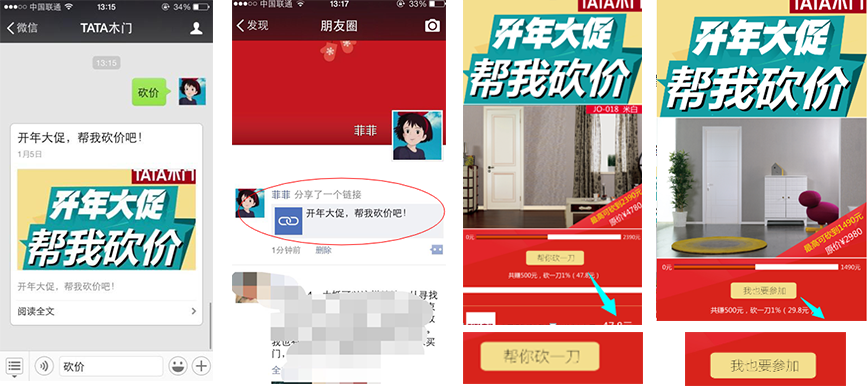 中国联通 13:15 34%
微信 TATA木门
13:15
砍价
开年大促，帮我砍价吧！
1月5日
TATA木门
开年大促
帮我砍价
开年大促，帮我砍价吧！
阅读全文
砍价
中国联通 13:17 33%
发现 朋友圈
菲菲
菲菲 分享了一个链接
开年大促，帮我砍价吧！
1分钟前 删除
TATA木门
开年大促
帮我砍价
JO-018 米白
最高可砍到2390元
原价¥4780
0元 2390元
帮你砍一刀
共赚500元，砍一刀1%（47.8元）
47.8元
帮你砍一刀
TATA木门
开年大促
帮我砍价
最高可砍到1490元
原价¥2980
0元 1490元
我也要参加
共赚500元，砍一刀1%（29.8元）
我也要参加